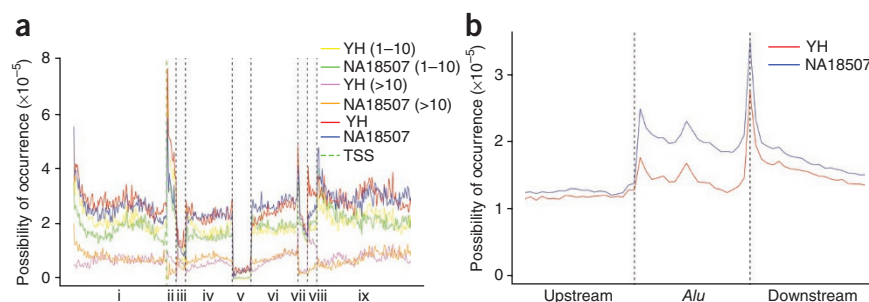 a
Possibility of occurrence (×10⁻⁵)
8
6
4
2
0
i ii iii iv v vi vii viii ix
YH (1–10)
NA18507 (1–10)
YH (>10)
NA18507 (>10)
YH
NA18507
TSS
b
Possibility of occurrence (×10⁻⁵)
3
2
1
0
Upstream Alu Downstream
YH
NA18507